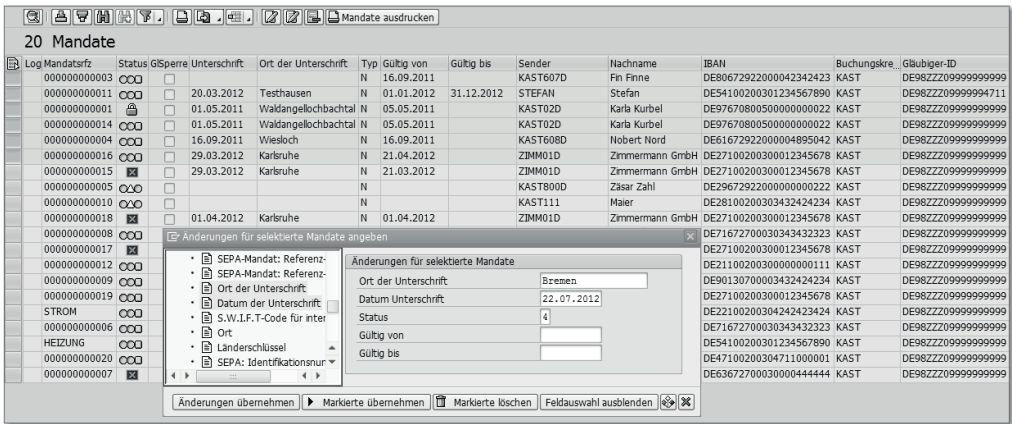 Mandate ausdrucken
20 Mandate
Log Mandatsrfz Status GlSperre Unterschrift Ort der Unterschrift Typ Gültig von Gültig bis Sender Nachname IBAN Buchungskre... Gläubiger-ID
000000000003 N 16.09.2011 KAST607D Fin Finne DE80672922000042342423 KAST DE98ZZZ09999999999
000000000011 20.03.2012 Testhausen N 01.01.2012 31.12.2012 STEFAN Stefan DE54100200301234567890 KAST DE98ZZZ09999994711
000000000001 01.05.2011 Waldangellochbachtal N 05.05.2011 KAST02D Karla Kurbel DE97670800500000000022 KAST DE98ZZZ09999999999
000000000014 01.05.2011 Waldangellochbachtal N 05.05.2011 KAST02D Karla Kurbel DE97670800500000000022 KAST DE98ZZZ09999999999
000000000004 16.09.2011 Wiesloch N 16.09.2011 KAST608D Nobert Nord DE61672922000004895042 KAST DE98ZZZ09999999999
000000000016 29.03.2012 Karlsruhe N 21.04.2012 ZIMM01D Zimmermann GmbH DE27100200300012345678 KAST DE98ZZZ09999999999
000000000015 29.03.2012 Karlsruhe N 21.03.2012 ZIMM01D Zimmermann GmbH DE27100200300012345678 KAST DE98ZZZ09999999999
000000000005 N KAST800D Zäsar Zahl DE29672922000000000222 KAST DE98ZZZ09999999999
000000000010 N KAST111 Maier DE28100200303432424234 KAST DE98ZZZ09999999999
000000000018 01.04.2012 Karlsruhe N 01.04.2012 ZIMM01D Zimmermann GmbH DE27100200300012345678 KAST DE98ZZZ09999999999
000000000008 DE71672700030343432323 KAST DE98ZZZ09999999999
000000000017 DE27100200300012345678 KAST DE98ZZZ09999999999
000000000012 DE21100200300000000111 KAST DE98ZZZ09999999999
000000000009 DE90130700003432424234 KAST DE98ZZZ09999999999
000000000019 DE27100200300012345678 KAST DE98ZZZ09999999999
STROM DE22100200304242423424 KAST DE98ZZZ09999999999
000000000006 DE71672700030343432323 KAST DE98ZZZ09999999999
HEIZUNG DE54100200301234567890 KAST DE98ZZZ09999999999
000000000020 DE47100200304711000001 KAST DE98ZZZ09999999999
000000000007 DE63672700030000444444 KAST DE98ZZZ09999999999
Änderungen für selektierte Mandate angeben
SEPA-Mandat: Referenz-
SEPA-Mandat: Referenz-
Ort der Unterschrift
Datum der Unterschrift
S.W.I.F.T-Code für inter
Ort
Länderschlüssel
SEPA: Identifkationsnur
Änderungen für selektierte Mandate
Ort der Unterschrift Bremen
Datum Unterschrift 22.07.2012
Status 4
Gültig von
Gültig bis
Änderungen übernehmen Markierte übernehmen Markierte löschen Feldauswahl ausblenden